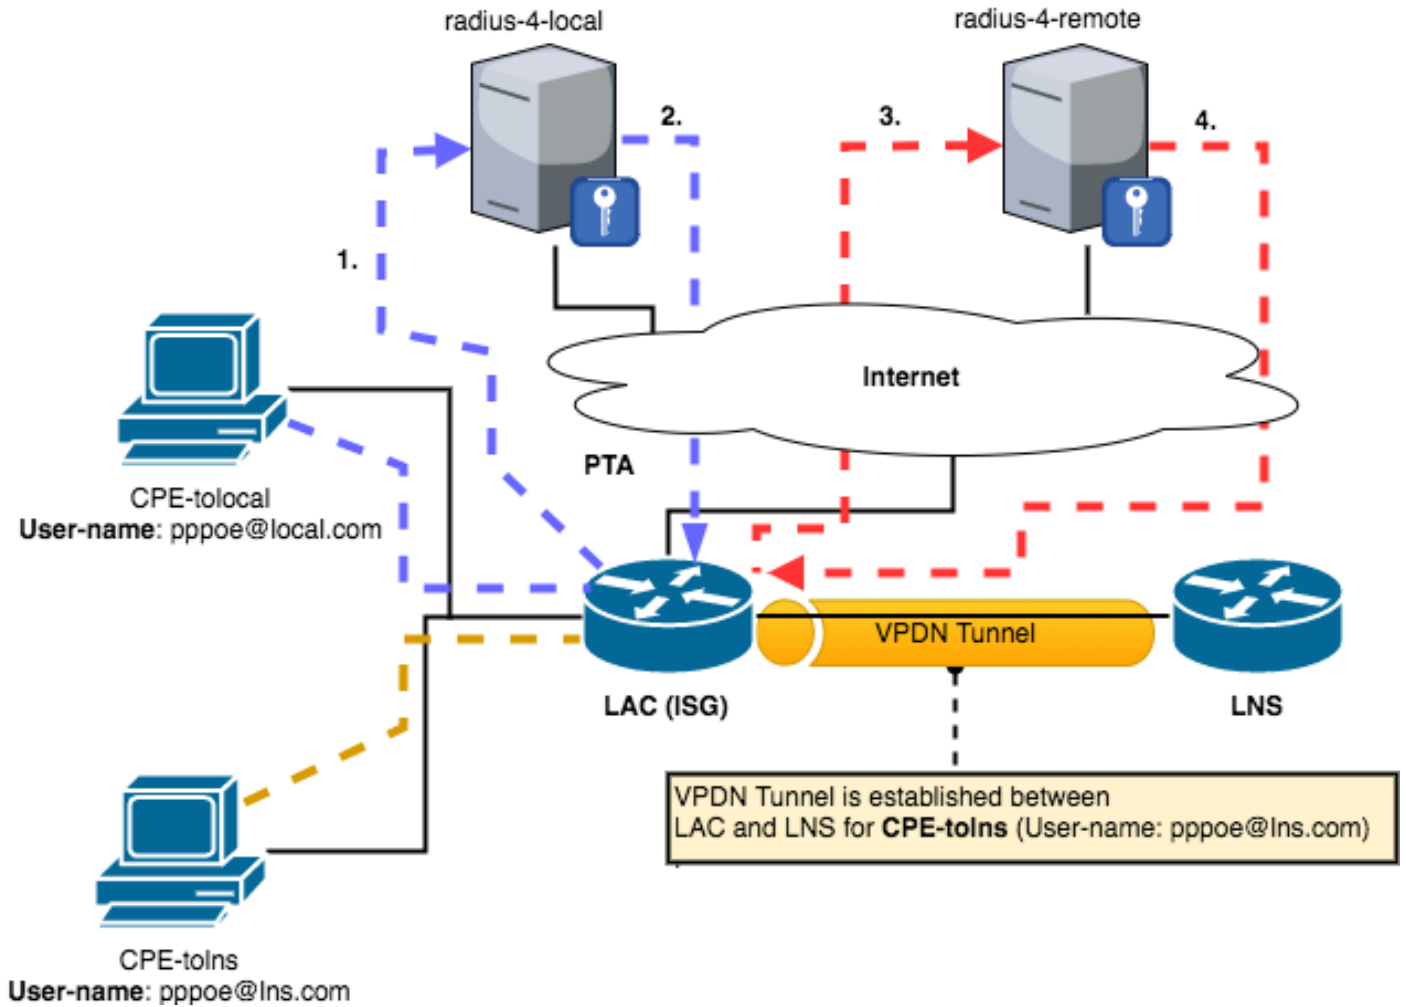 radius-4-local
radius-4-remote
2.
3.
4.
1.
Internet
PTA
CPE-tolocal
User-name: pppoe@local.com
VPDN Tunnel
LAC (ISG)
LNS
VPDN Tunnel is established between
LAC and LNS for CPE-tolns (User-name: pppoe@lns.com)
CPE-tolns
User-name: pppoe@lns.com